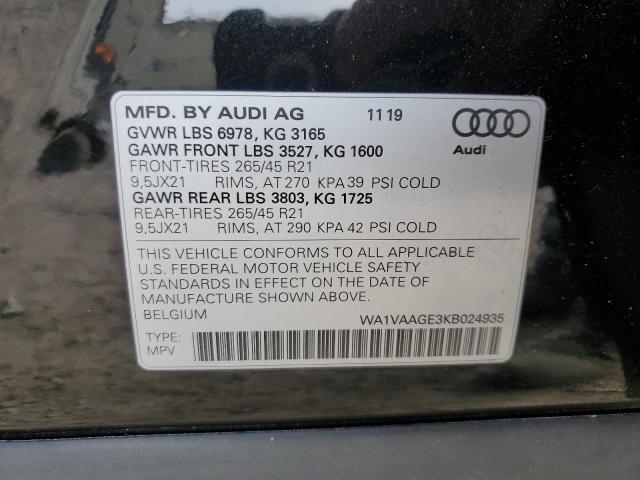 MFD. BY AUDI AG 11 19
GVWR LBS 6978, KG 3165
GAWR FRONT LBS 3527, KG 1600
Audi
FRONT-TIRES 265/45 R21
9,5JX21 RIMS, AT 270 KPA 39 PSI COLD
GAWR REAR LBS 3803, KG 1725
REAR-TIRES 265/45 R21
9,5JX21 RIMS, AT 290 KPA 42 PSI COLD
THIS VEHICLE CONFORMS TO ALL APPLICABLE
U.S. FEDERAL MOTOR VEHICLE SAFETY
STANDARDS IN EFFECT ON THE DATE OF
MANUFACTURE SHOWN ABOVE.
BELGIUM WA1VAAGE3KB024935
TYPE:
MPV